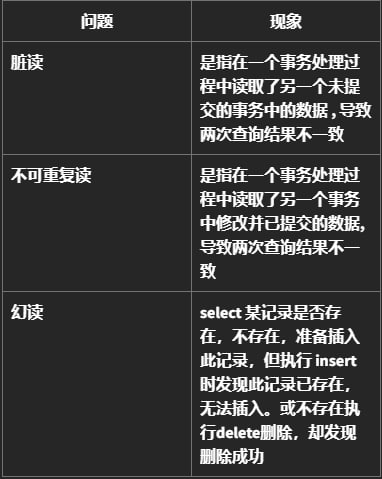 问题
现象
脏读
是指在一个事务处理过
程中读取了另一个未提
交的事务中的数据 , 导致
两次查询结果不一致
不可重复读
是指在一个事务处理过
程中读取了另一个事务
中修改并已提交的数据,
导致两次查询结果不一
致
幻读
select 某记录是否存
在，不存在，准备插入
此记录，但执行 insert
时发现此记录已存在，
无法插入。或不存在执
行delete删除，却发现
删除成功